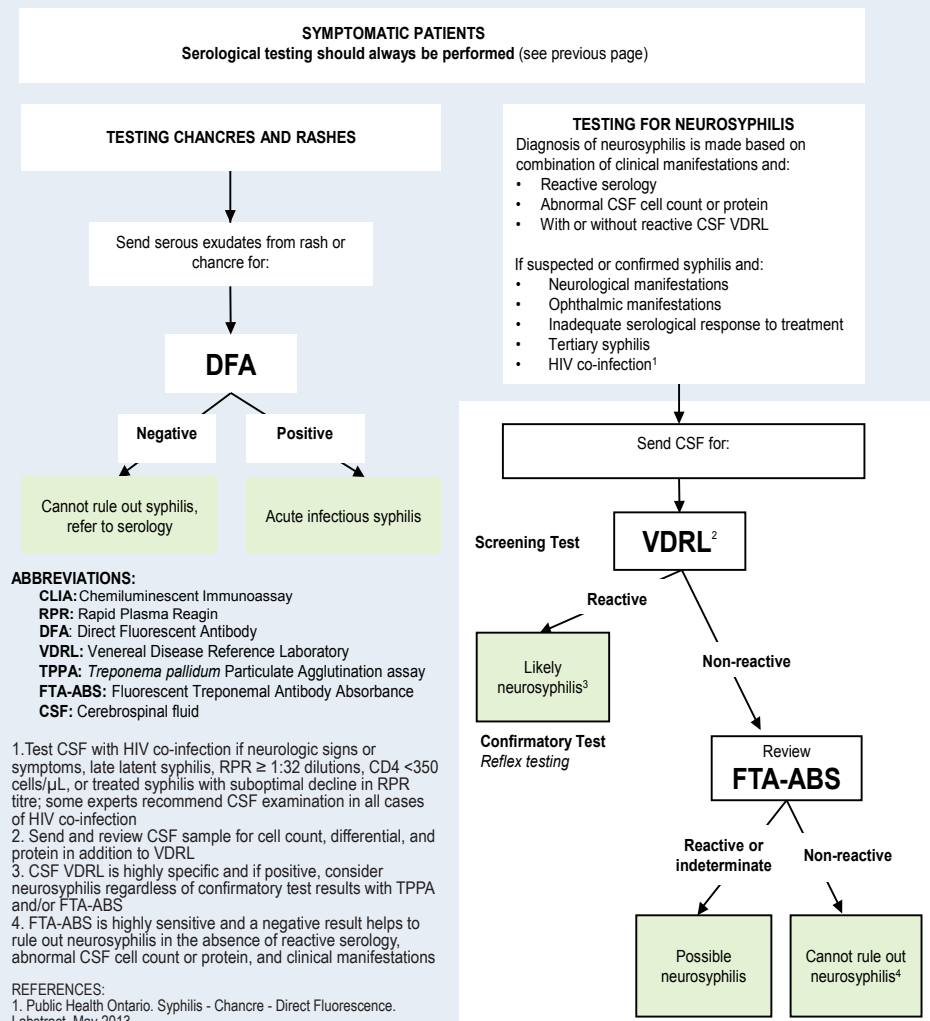 SYMPTOMATIC PATIENTS
Serological testing should always be performed (see previous page)
TESTING CHANCRES AND RASHES
Send serous exudates from rash or
chancre for:
DFA
Negative
Positive
Cannot rule out syphilis,
refer to serology
Acute infectious syphilis
TESTING FOR NEUROSYPHILIS
Diagnosis of neurosyphilis is made based on
combination of clinical manifestations and:
• Reactive serology
• Abnormal CSF cell count or protein
• With or without reactive CSF VDRL
If suspected or confirmed syphilis and:
• Neurological manifestations
• Ophthalmic manifestations
• Inadequate serological response to treatment
• Tertiary syphilis
• HIV co-infection¹
Send CSF for:
Screening Test
VDRL²
Reactive
Non-reactive
Likely
neurosyphilis³
Confirmatory Test
Reflex testing
Review
FTA-ABS
Reactive or
indeterminate
Non-reactive
Possible
neurosyphilis
Cannot rule out
neurosyphilis⁴
ABBREVIATIONS:
CLIA: Chemiluminescent Immunoassay
RPR: Rapid Plasma Reagin
DFA: Direct Fluorescent Antibody
VDRL: Venereal Disease Reference Laboratory
TPPA: Treponema pallidum Particulate Agglutination assay
FTA-ABS: Fluorescent Treponemal Antibody Absorbance
CSF: Cerebrospinal fluid
1.Test CSF with HIV co-infection if neurologic signs or
symptoms, late latent syphilis, RPR ≥ 1:32 dilutions, CD4 <350
cells/µL, or treated syphilis with suboptimal decline in RPR
titre; some experts recommend CSF examination in all cases
of HIV co-infection
2. Send and review CSF sample for cell count, differential, and
protein in addition to VDRL
3. CSF VDRL is highly specific and if positive, consider
neurosyphilis regardless of confirmatory test results with TPPA
and/or FTA-ABS
4. FTA-ABS is highly sensitive and a negative result helps to
rule out neurosyphilis in the absence of reactive serology,
abnormal CSF cell count or protein, and clinical manifestations
REFERENCES:
1. Public Health Ontario. Syphilis - Chancre - Direct Fluorescence.
Labstract. May 2013